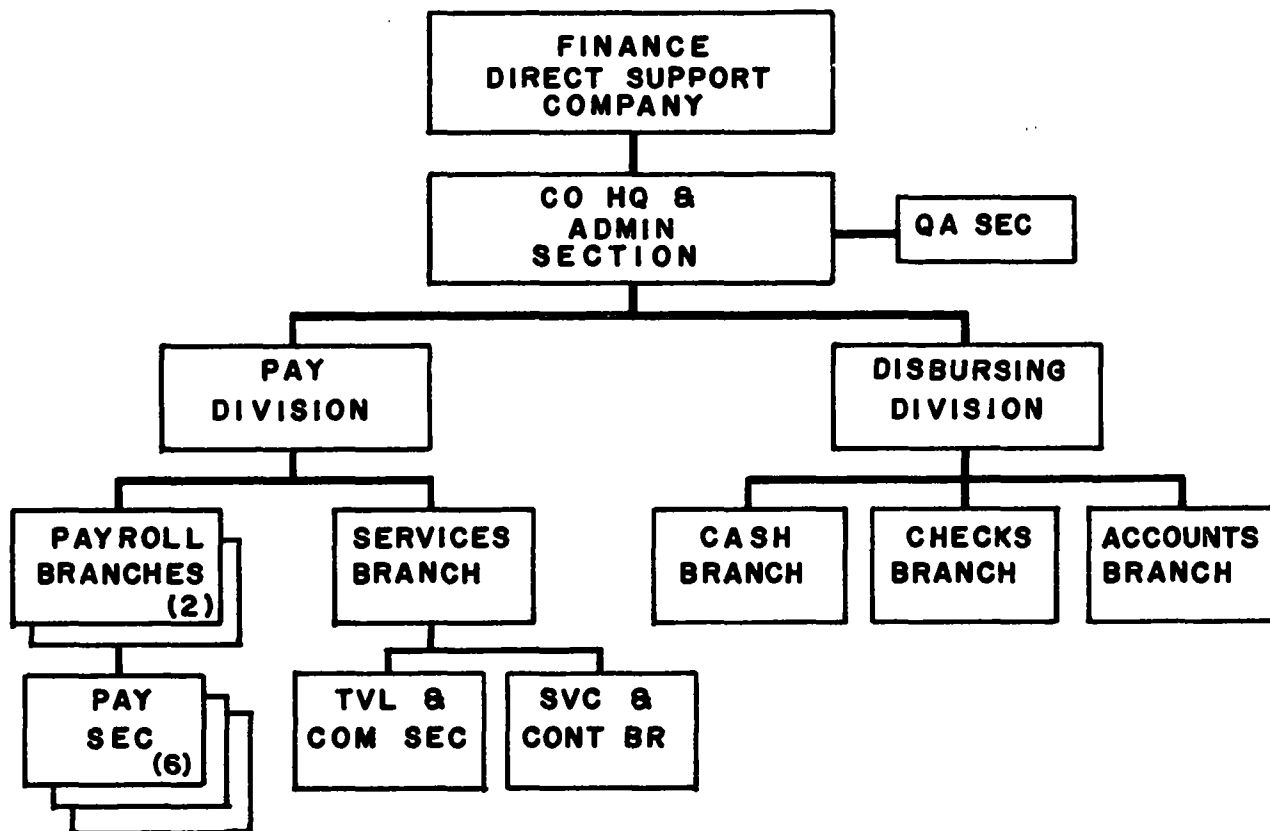 FINANCE
DIRECT SUPPORT
COMPANY
CO HQ &
ADMIN
SECTION
QA SEC
PAY
DIVISION
DISBURSING
DIVISION
PAYROLL
BRANCHES
(2)
SERVICES
BRANCH
CASH
BRANCH
CHECKS
BRANCH
ACCOUNTS
BRANCH
PAY
SEC
(6)
TVL &
COM SEC
SVC &
CONT BR